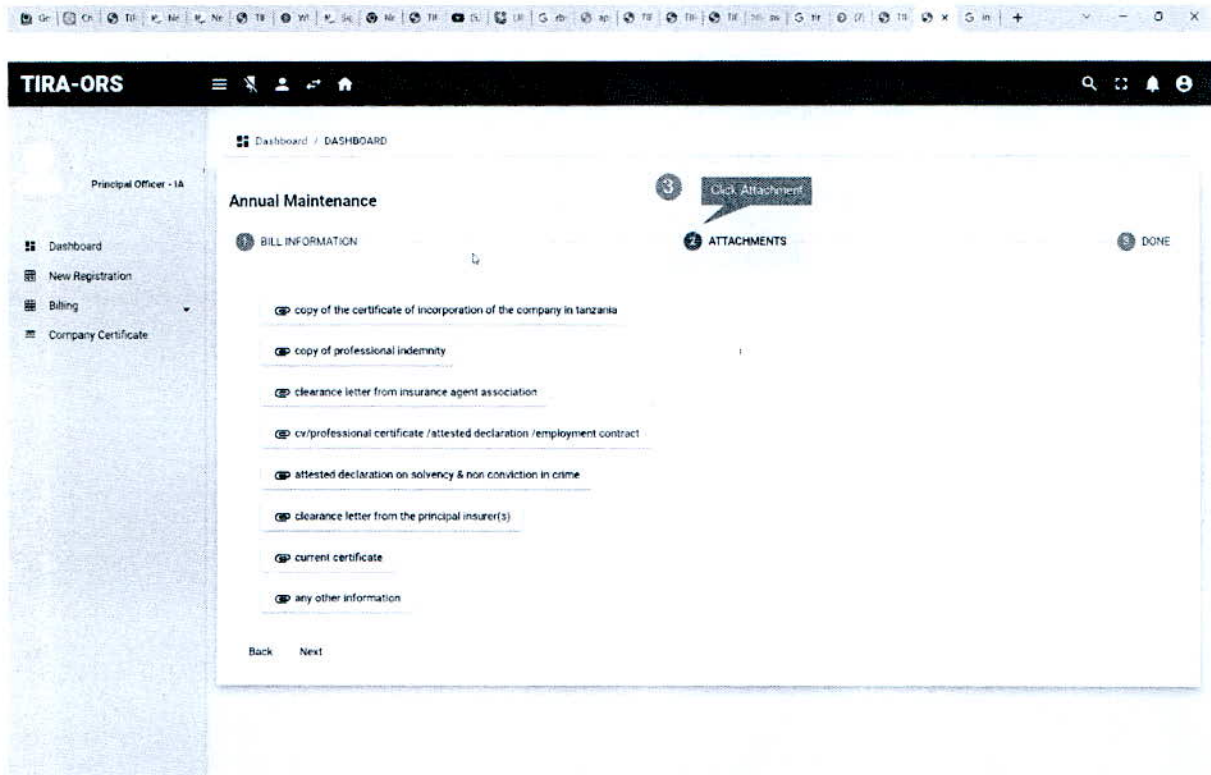 TIRA-ORS
Dashboard / DASHBOARD
Principal Officer - IA
Annual Maintenance
3 Click Attachment
1 BILL INFORMATION
2 ATTACHMENTS
3 DONE
Dashboard
New Registration
Billing
Company Certificate
copy of the certificate of incorporation of the company in tanzania
copy of professional indemnity
clearance letter from insurance agent association
cv/professional certificate /attested declaration /employment contract
attested declaration on solvency & non conviction in crime
clearance letter from the principal insurer(s)
current certificate
any other information
Back Next